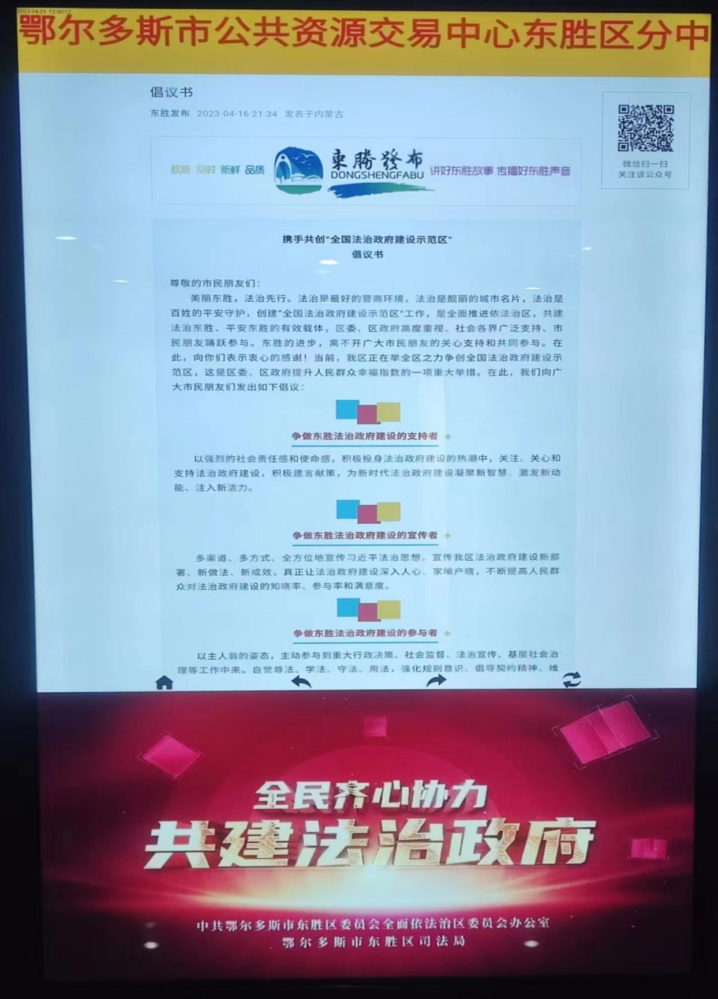 2023-04-21 12:00:12
鄂尔多斯市公共资源交易中心东胜区分中
倡议书
东胜发布 2023-04-16 21:34 发表于内蒙古
权威 及时 新鲜 品质
東勝發布
DONGSHENGFABU
讲好东胜故事 传播好东胜声音
微信扫一扫
关注该公众号
携手共创“全国法治政府建设示范区”
倡议书
尊敬的市民朋友们：
美丽东胜，法治先行。法治是最好的营商环境，法治是靓丽的城市名片，法治是
百姓的平安守护，创建“全国法治政府建设示范区”工作，是全面推进依法治区，共建
法治东胜、平安东胜的有效载体，区委、区政府高度重视、社会各界广泛支持、市
民朋友踊跃参与。东胜的进步，离不开广大市民朋友的关心支持和共同参与。在
此，向你们表示衷心的感谢！当前，我区正在举全区之力争创全国法治政府建设示
范区，这是区委、区政府提升人民群众幸福指数的一项重大举措。在此，我们向广
大市民朋友们发出如下倡议：
争做东胜法治政府建设的支持者
以强烈的社会责任感和使命感，积极投身法治政府建设的热潮中，关注、关心和
支持法治政府建设，积极建言献策，为新时代法治政府建设凝聚新智慧、激发新动
能、注入新活力。
争做东胜法治政府建设的宣传者
多渠道、多方式、全方位地宣传习近平法治思想，宣传我区法治政府建设新部
署、新做法、新成效，真正让法治政府建设深入人心、家喻户晓，不断提高人民群
众对法治政府建设的知晓率、参与率和满意度。
争做东胜法治政府建设的参与者
以主人翁的姿态，主动参与到重大行政决策、社会监督、法治宣传、基层社会治
理等工作中来。自觉尊法、学法、守法、用法，强化规则意识、倡导契约精神、维
全民齐心协力
共建法治政府
中共鄂尔多斯市东胜区委员会全面依法治区委员会办公室
鄂尔多斯市东胜区司法局